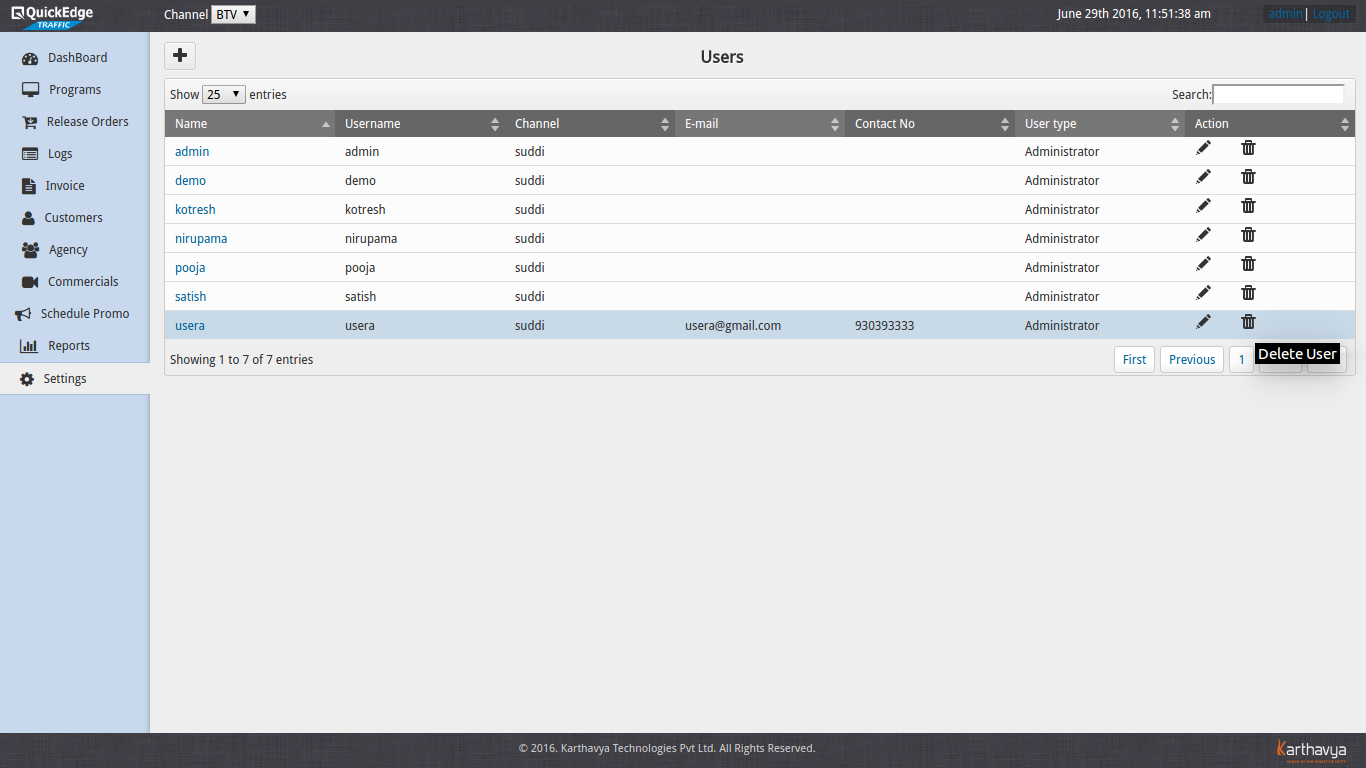 QuickEdge
TRAFFIC
Channel BTV
June 29th 2016, 11:51:38 am
admin | Logout
DashBoard
Programs
Release Orders
Logs
Invoice
Customers
Agency
Commercials
Schedule Promo
Reports
Settings
Users
Show 25 entries
Search:
Name Username Channel E-mail Contact No User type Action
admin admin suddi Administrator
demo demo suddi Administrator
kotresh kotresh suddi Administrator
nirupama nirupama suddi Administrator
pooja pooja suddi Administrator
satish satish suddi Administrator
usera usera suddi usera@gmail.com 930393333 Administrator
Showing 1 to 7 of 7 entries
First Previous 1
Delete User
© 2016. Karthavya Technologies Pvt Ltd. All Rights Reserved.
Karthavya